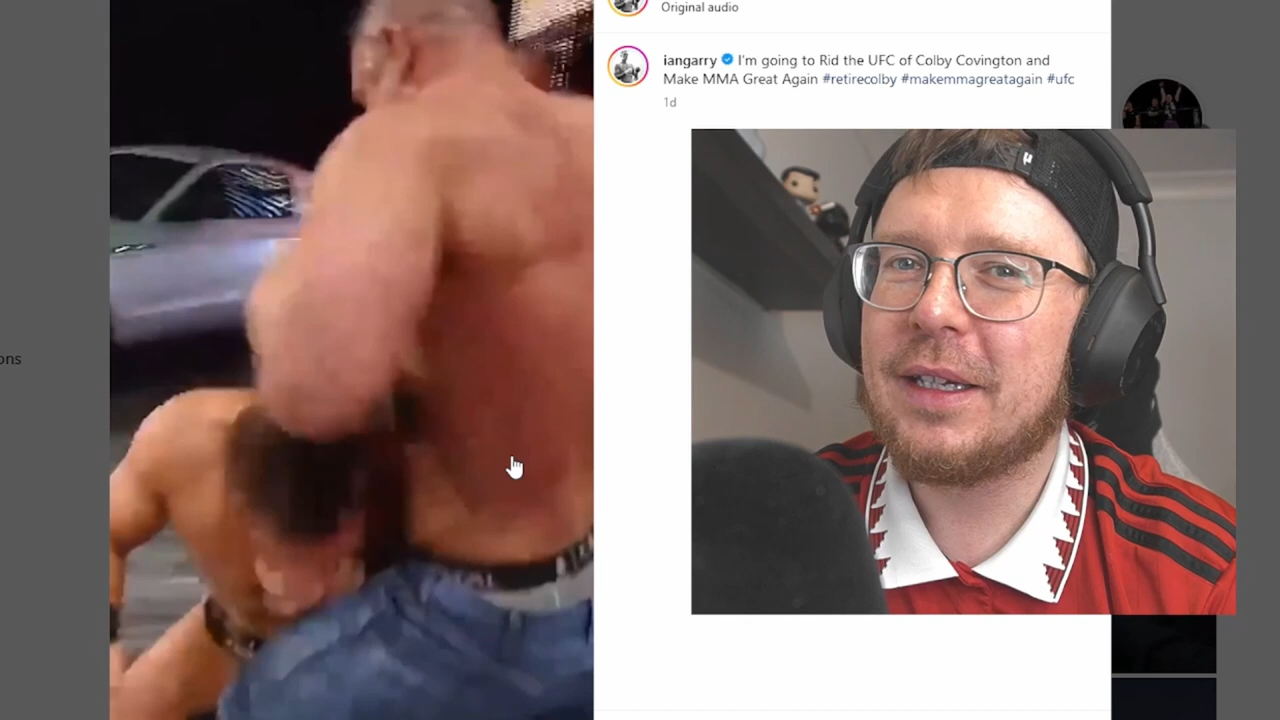 Original audio
iangarry I'm going to Rid the UFC of Colby Covington and
Make MMA Great Again #retirecolby #makemmagreatagain #ufc
1d
ons